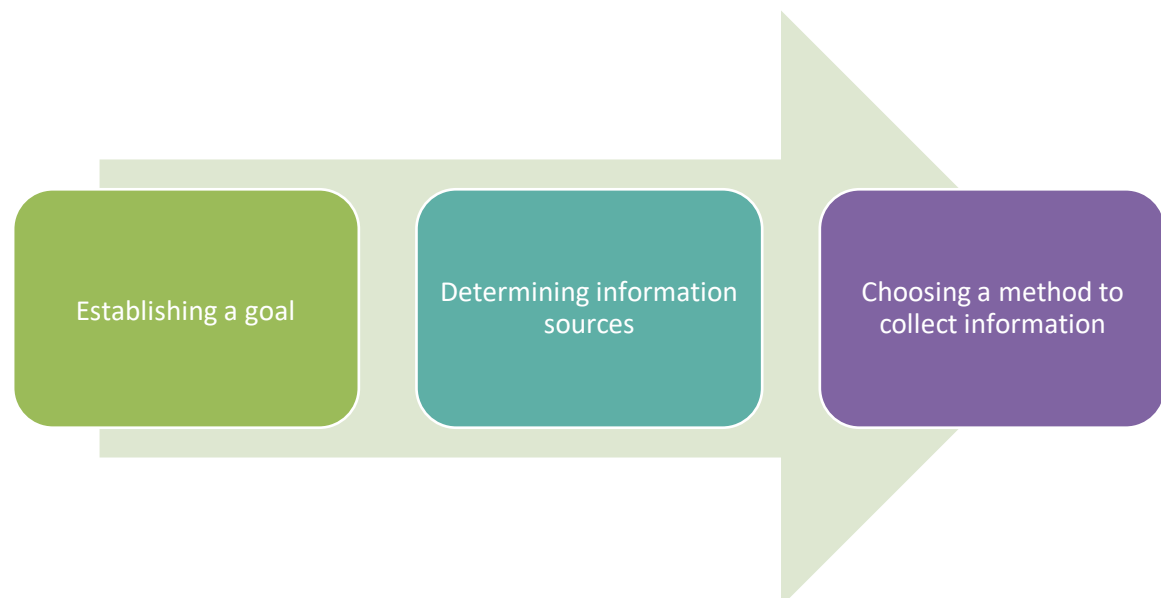 Establishing a goal
Determining information
sources
Choosing a method to
collect information